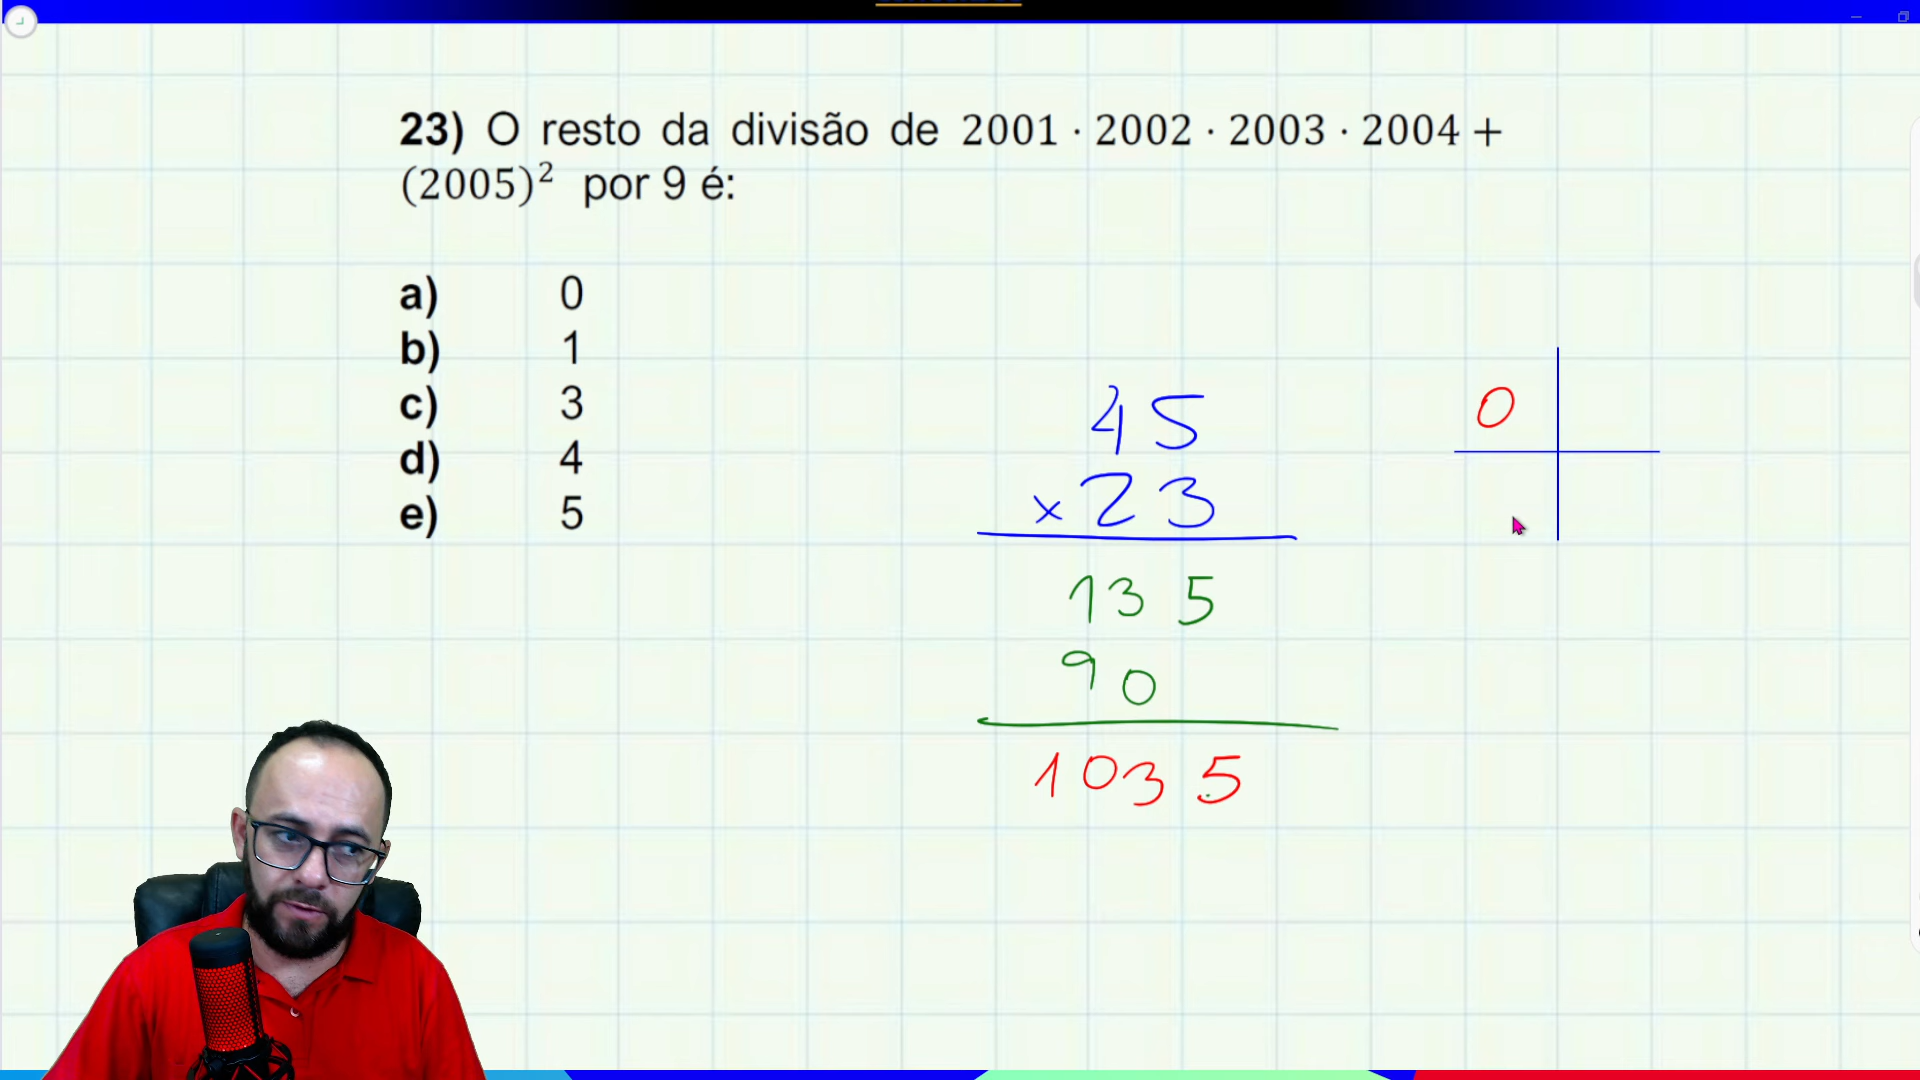 23) O resto da divisão de 2001 · 2002 · 2003 · 2004 +
(2005)² por 9 é:
a) 0
b) 1
c) 3
d) 4
e) 5
45
x 23
135
90
1035
0